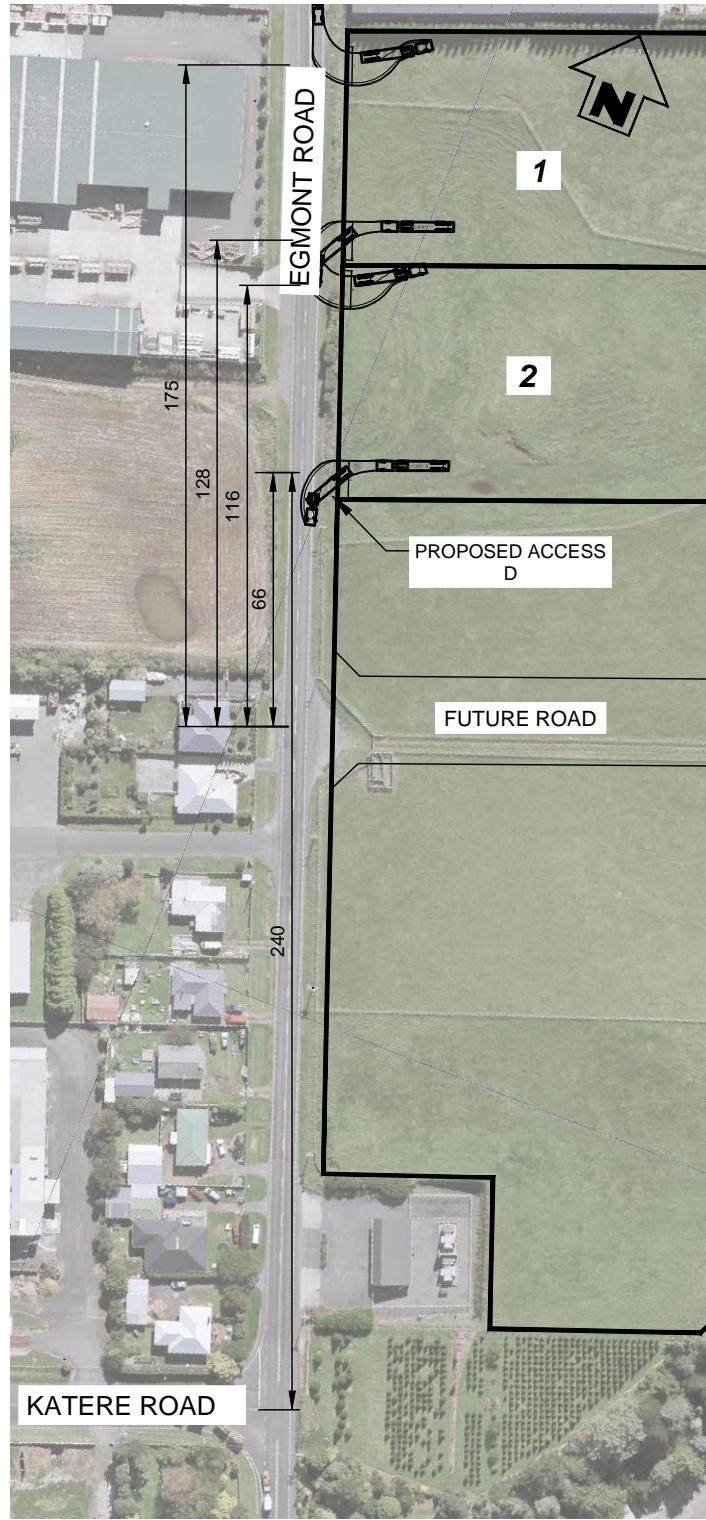 EGMONT ROAD
N
1
2
175
128
116
66
PROPOSED ACCESS
D
FUTURE ROAD
240
KATERE ROAD